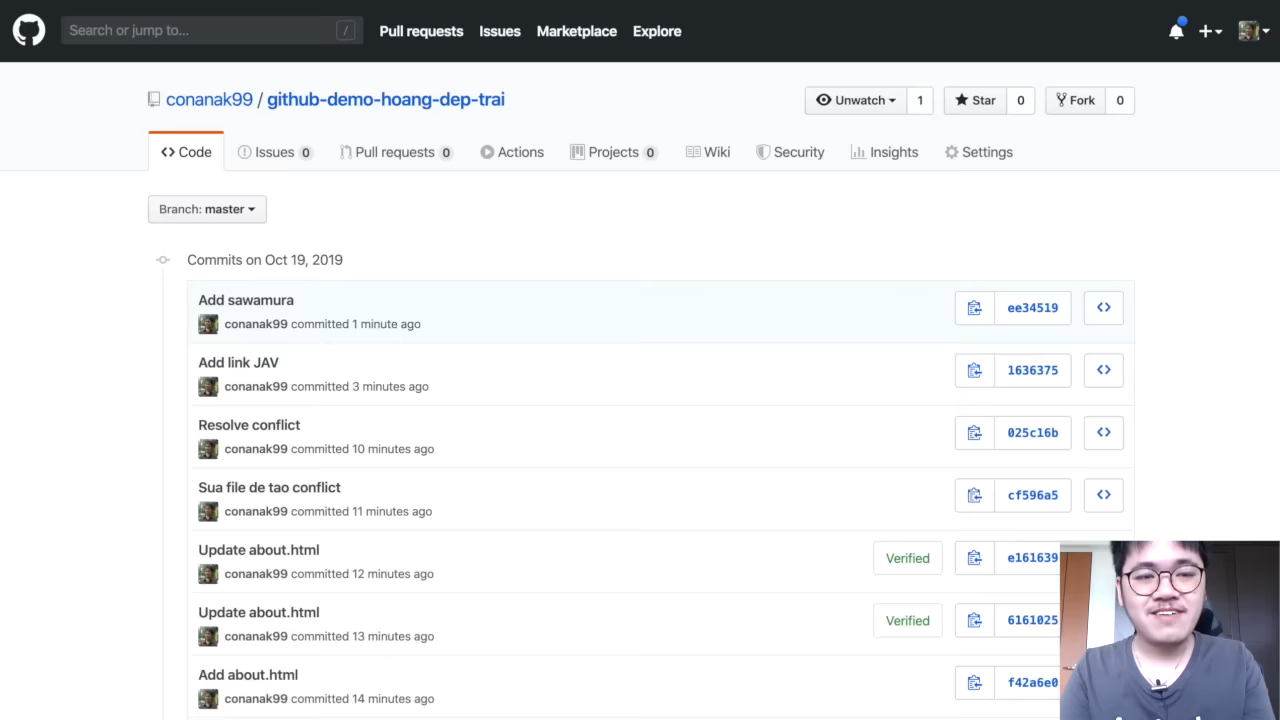 Search or jump to...
/
Pull requests
Issues
Marketplace
Explore
conanak99 / github-demo-hoang-dep-trai
Unwatch
1
Star
0
Fork
0
Code
Issues 0
Pull requests 0
Actions
Projects 0
Wiki
Security
Insights
Settings
Branch: master
Commits on Oct 19, 2019
Add sawamura
conanak99 committed 1 minute ago
ee34519
Add link JAV
conanak99 committed 3 minutes ago
1636375
Resolve conflict
conanak99 committed 10 minutes ago
025c16b
Sua file de tao conflict
conanak99 committed 11 minutes ago
cf596a5
Update about.html
conanak99 committed 12 minutes ago
Verified
e161639
Update about.html
conanak99 committed 13 minutes ago
Verified
6161025
Add about.html
conanak99 committed 14 minutes ago
f42a6e0